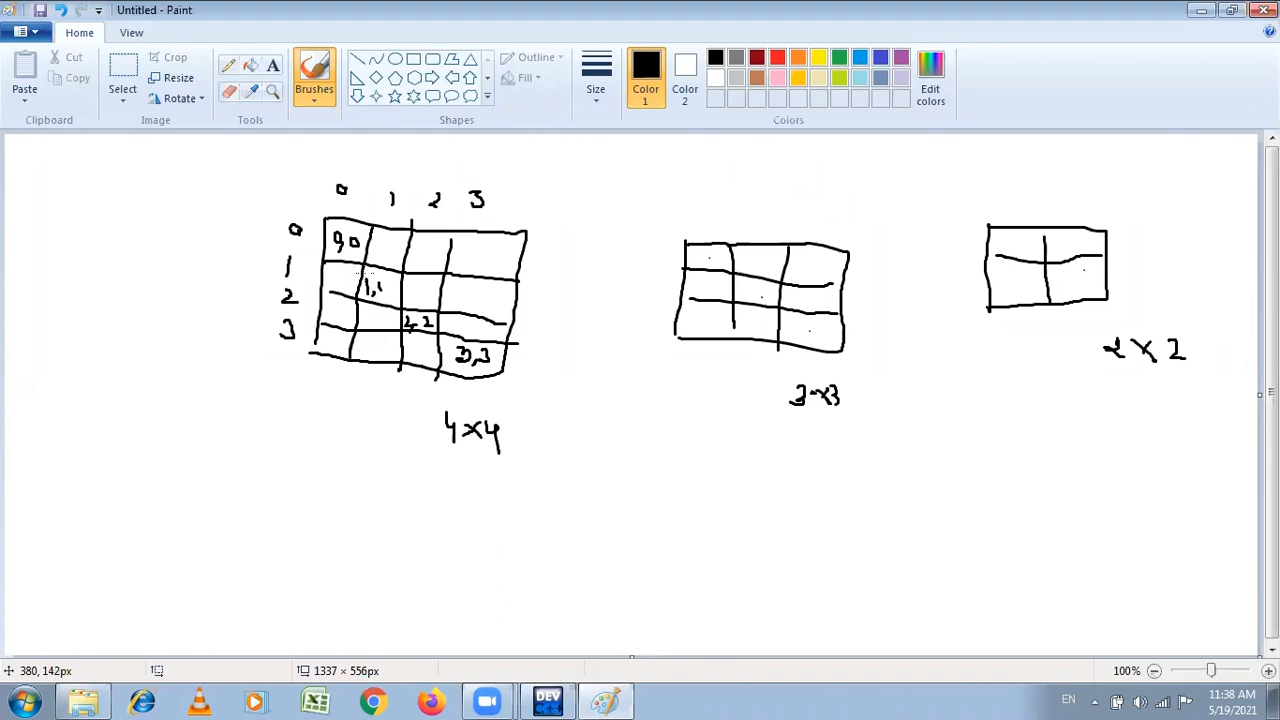 Untitled - Paint
Home
View
Paste
Cut
Copy
Clipboard
Select
Crop
Resize
Rotate
Image
Tools
Brushes
Shapes
Outline
Fill
Size
Color 1
Color 2
Edit colors
Colors
0 1 2 3
0
1
2
3
0,0
1,1
2,2
3,3
4x4
3x3
2x2
380, 142px
1337 × 556px
100%
DEV C++
EN
11:38 AM
5/19/2021